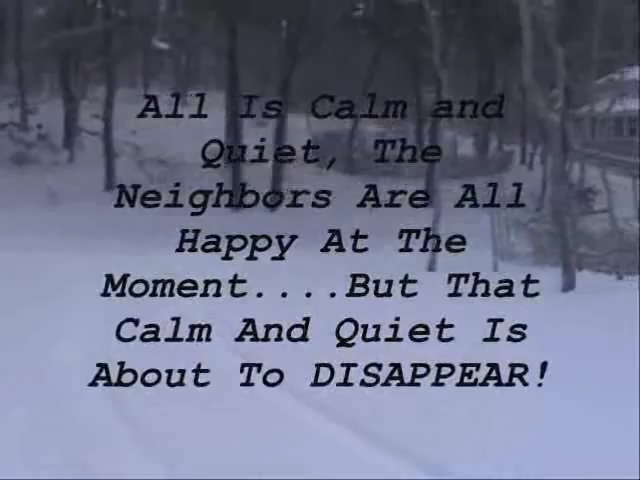 All Is Calm and
Quiet, The
Neighbors Are All
Happy At The
Moment....But That
Calm And Quiet Is
About To DISAPPEAR!